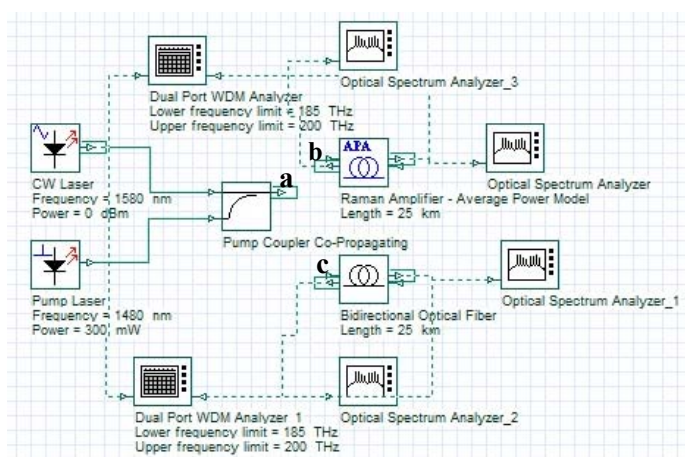 Optical Spectrum Analyzer_3
Dual Port WDM Analyzer
Lower frequency limit = 185 THz
Upper frequency limit = 200 THz
a
b
APA
CW Laser
Frequency = 1580 nm
Power = 0 dBm
Optical Spectrum Analyzer
Raman Amplifier - Average Power Model
Length = 25 km
Pump Coupler Co-Propagating
c
Pump Laser
Frequency = 1480 nm
Power = 300 mW
Optical Spectrum Analyzer_1
Bidirectional Optical Fiber
Length = 25 km
Dual Port WDM Analyzer_1
Lower frequency limit = 185 THz
Upper frequency limit = 200 THz
Optical Spectrum Analyzer_2